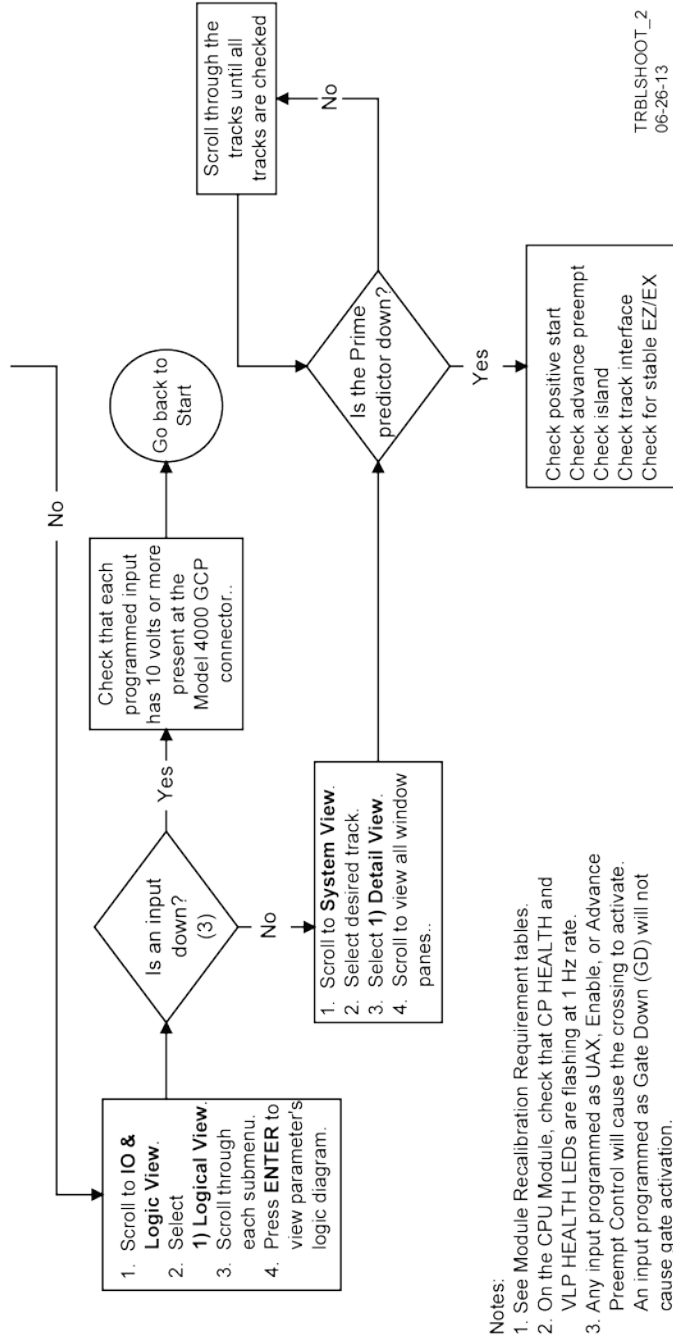 No
1. Scroll to IO &
Logic View.
2. Select
1) Logical View.
3. Scroll through
each submenu.
4. Press ENTER to
view parameter's
logic diagram.
Is an input
down?
(3)
Yes
Check that each
programmed input
has 10 volts or more
present at the
Model 4000 GCP
connector..
Go back to
Start
No
1. Scroll to System View.
2. Select desired track.
3. Select 1) Detail View.
4. Scroll to view all window
panes..
Is the Prime
predictor down?
No
Scroll through the
tracks until all
tracks are checked
Yes
Check positive start
Check advance preempt
Check island
Check track interface
Check for stable EZ/EX
Notes:
1. See Module Recalibration Requirement tables.
2. On the CPU Module, check that CP HEALTH and
VLP HEALTH LEDs are flashing at 1 Hz rate.
3. Any input programmed as UAX, Enable, or Advance
Preempt Control will cause the crossing to activate.
An input programmed as Gate Down (GD) will not
cause gate activation.
TRBLSHOOT_2
06-26-13